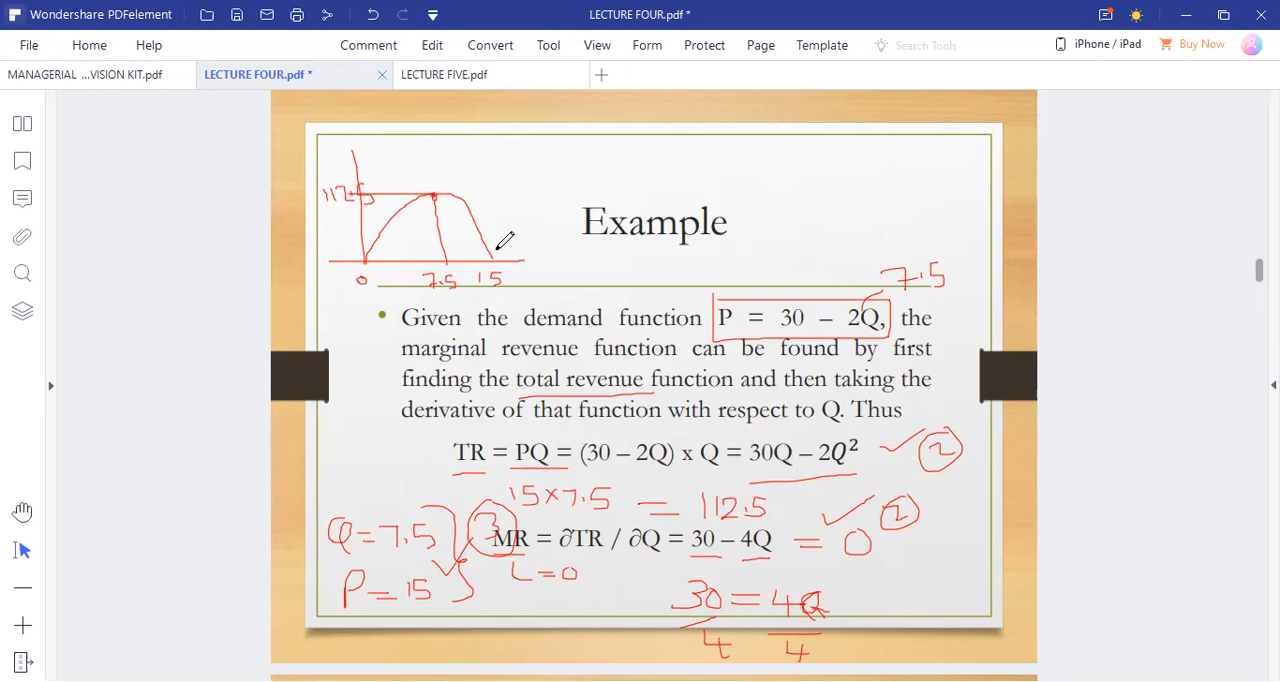 Wondershare PDFelement
LECTURE FOUR.pdf *
File Home Help Comment Edit Convert Tool View Form Protect Page Template Search Tools iPhone / iPad Buy Now
MANAGERIAL ...VISION KIT.pdf LECTURE FOUR.pdf * LECTURE FIVE.pdf
112.5
0 7.5 15
Example
7.5
• Given the demand function P = 30 – 2Q, the
marginal revenue function can be found by first
finding the total revenue function and then taking the
derivative of that function with respect to Q. Thus
TR = PQ = (30 – 2Q) x Q = 30Q – 2Q² ✓ 2
15 × 7.5 = 112.5
Q = 7.5 3 MR = ∂TR / ∂Q = 30 – 4Q = 0 ✓ 2
P = 15 = 0
30 = 4Q
4 4